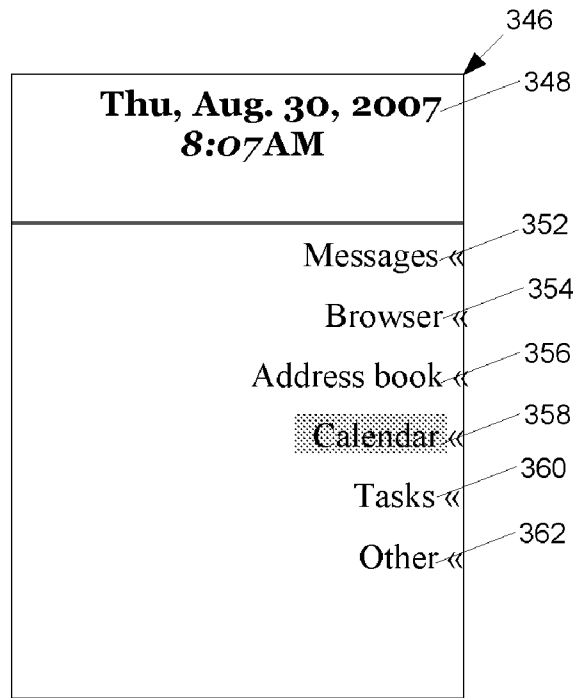 346
Thu, Aug. 30, 2007 348
8:07AM
Messages « 352
Browser « 354
Address book « 356
Calendar « 358
Tasks « 360
Other « 362